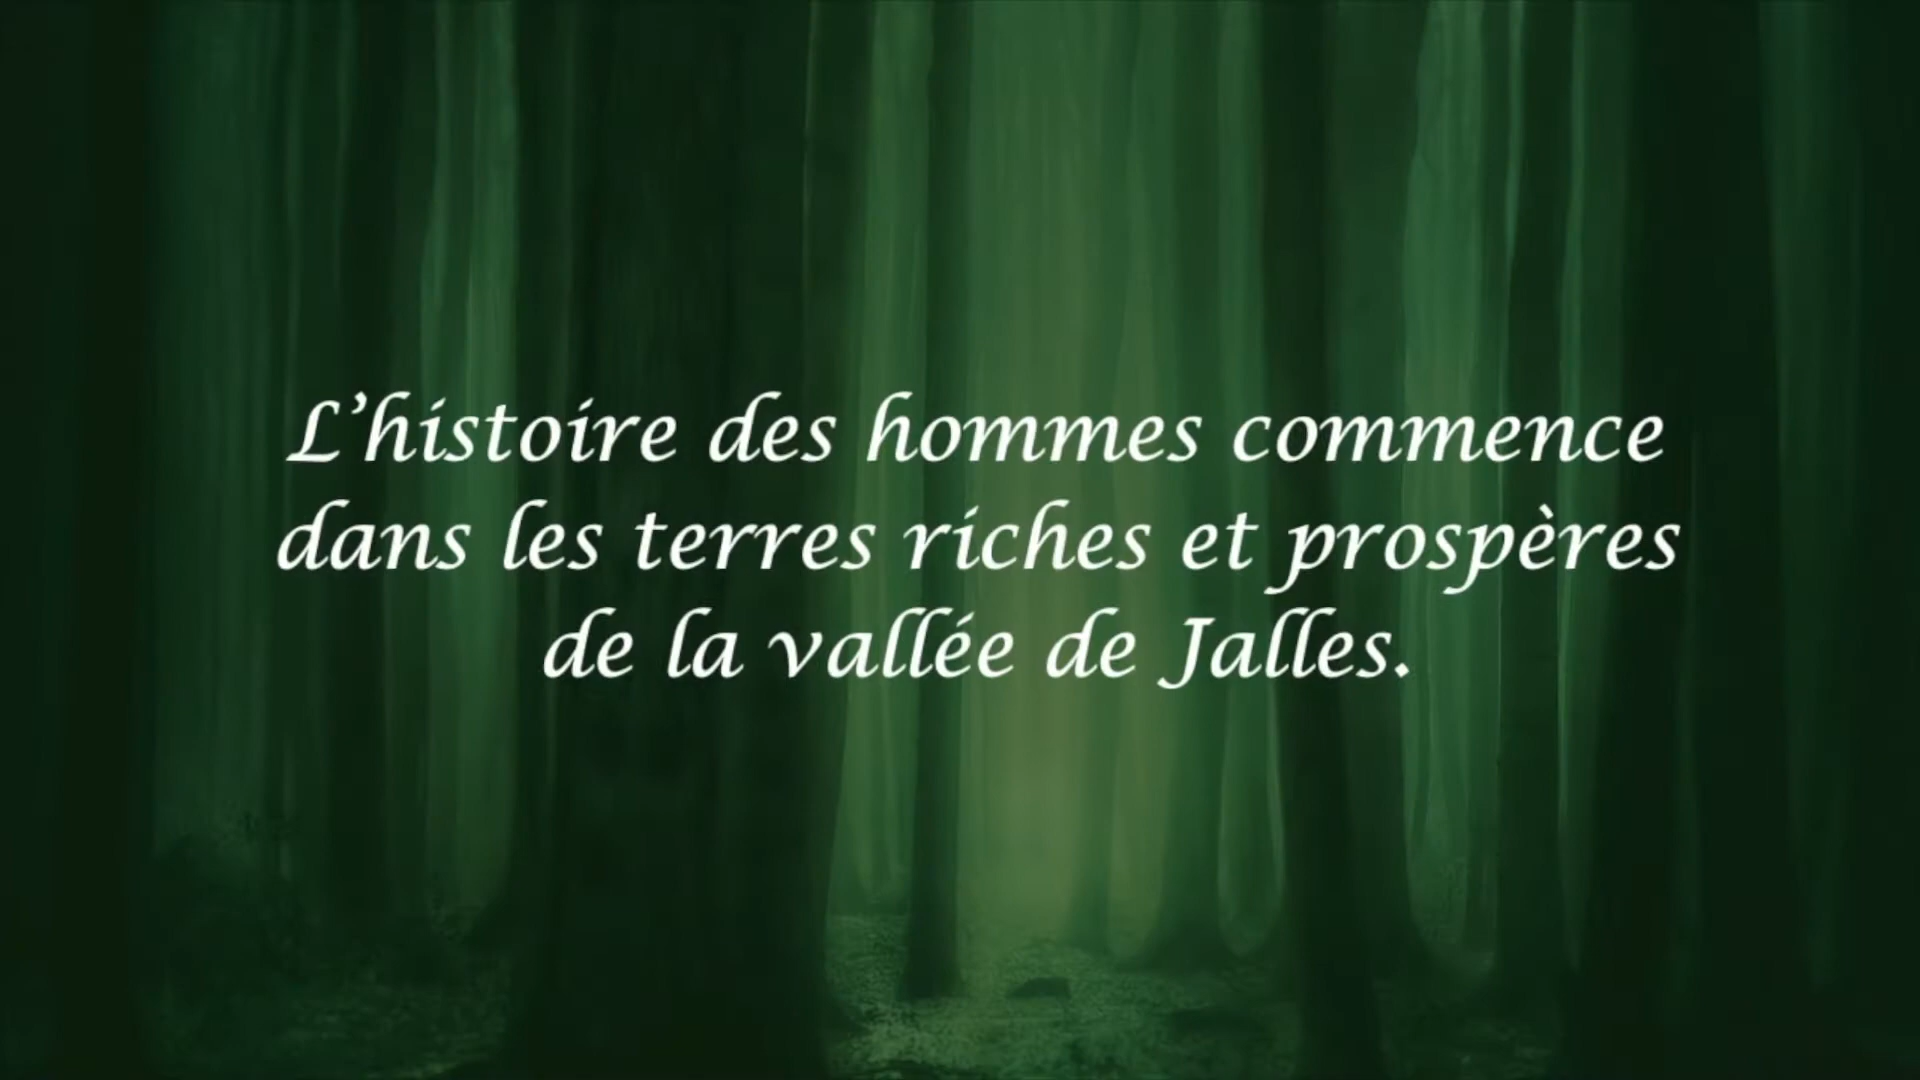 L’histoire des hommes commence
dans les terres riches et prospères
de la vallée de Jalles.